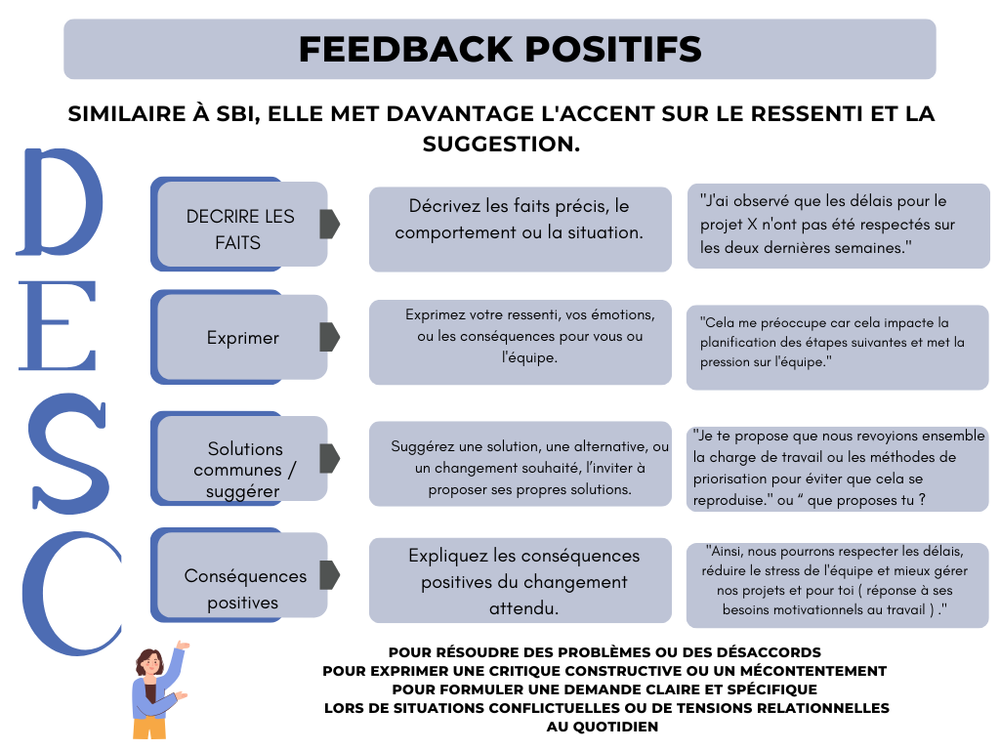 FEEDBACK POSITIFS
SIMILAIRE À SBI, ELLE MET DAVANTAGE L'ACCENT SUR LE RESSENTI ET LA
SUGGESTION.
D
DECRIRE LES
FAITS
Décrivez les faits précis, le
comportement ou la situation.
"J'ai observé que les délais pour le
projet X n'ont pas été respectés sur
les deux dernières semaines."
E
Exprimer
Exprimez votre ressenti, vos émotions,
ou les conséquences pour vous ou
l'équipe.
"Cela me préoccupe car cela impacte la
planification des étapes suivantes et met la
pression sur l'équipe."
S
Solutions
communes /
suggérer
Suggérez une solution, une alternative, ou
un changement souhaité, l’inviter à
proposer ses propres solutions.
"Je te propose que nous revoyions ensemble
la charge de travail ou les méthodes de
priorisation pour éviter que cela se
reproduise." ou “ que proposes tu ?
C
Conséquences
positives
Expliquez les conséquences
positives du changement
attendu.
"Ainsi, nous pourrons respecter les délais,
réduire le stress de l'équipe et mieux gérer
nos projets et pour toi ( réponse à ses
besoins motivationnels au travail ) ."
POUR RÉSOUDRE DES PROBLÈMES OU DES DÉSACCORDS
POUR EXPRIMER UNE CRITIQUE CONSTRUCTIVE OU UN MÉCONTENTEMENT
POUR FORMULER UNE DEMANDE CLAIRE ET SPÉCIFIQUE
LORS DE SITUATIONS CONFLICTUELLES OU DE TENSIONS RELATIONNELLES
AU QUOTIDIEN